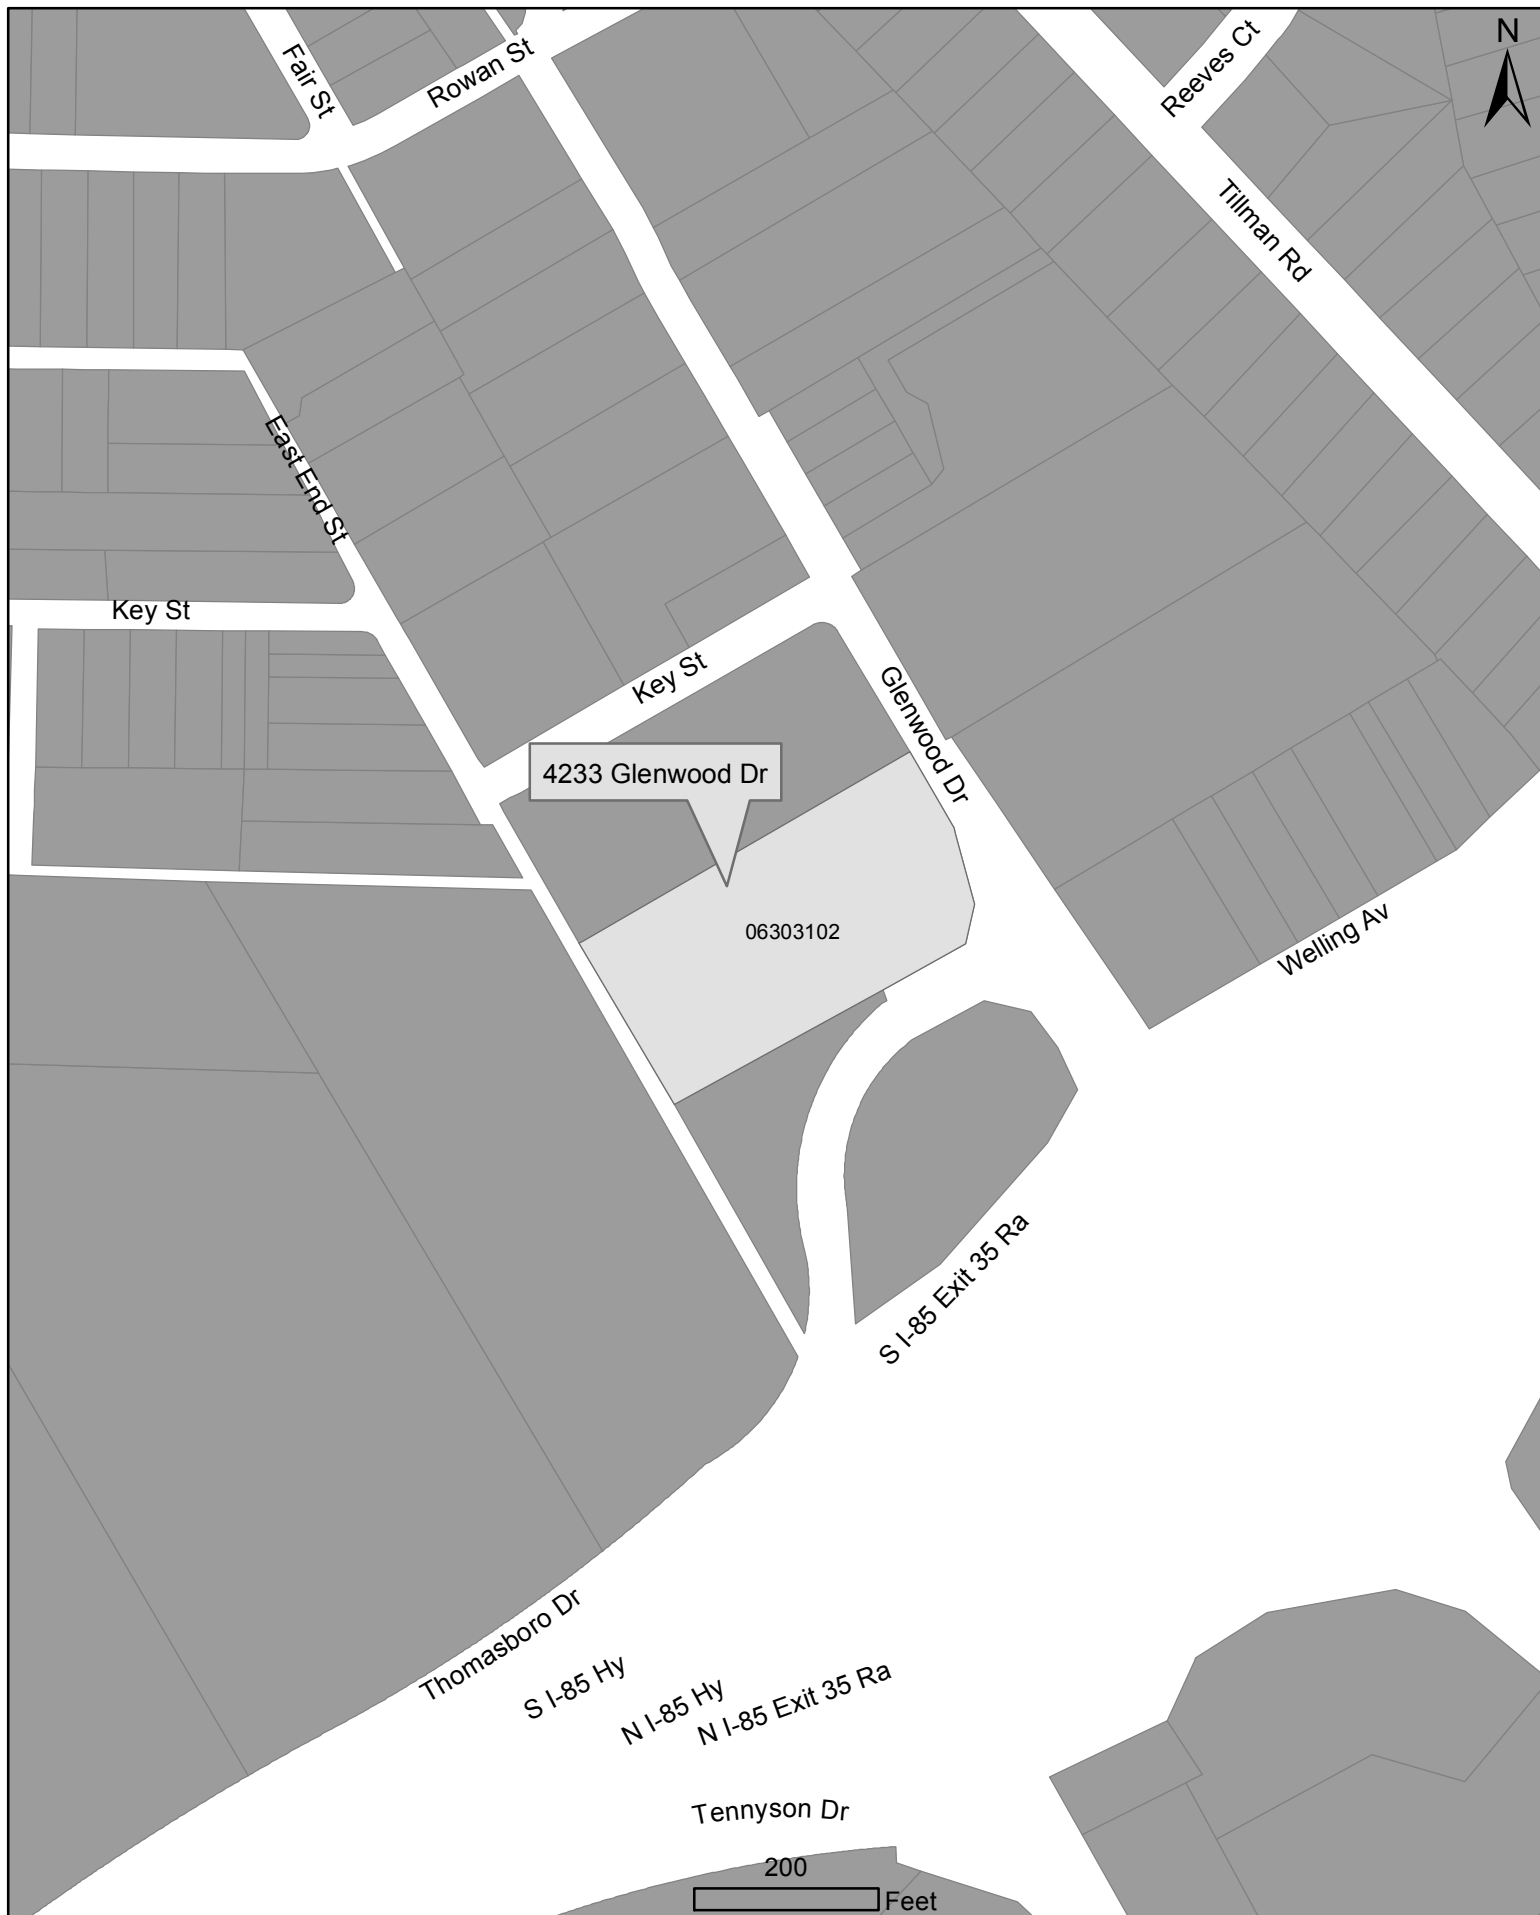 N
Fair St
Rowan St
Reeves Ct
Tillman Rd
East End St
Key St
Key St
Glenwood Dr
4233 Glenwood Dr
06303102
Welling Av
S I-85 Exit 35 Ra
Thomasboro Dr
S I-85 Hy
N I-85 Hy
N I-85 Exit 35 Ra
Tennyson Dr
200
Feet